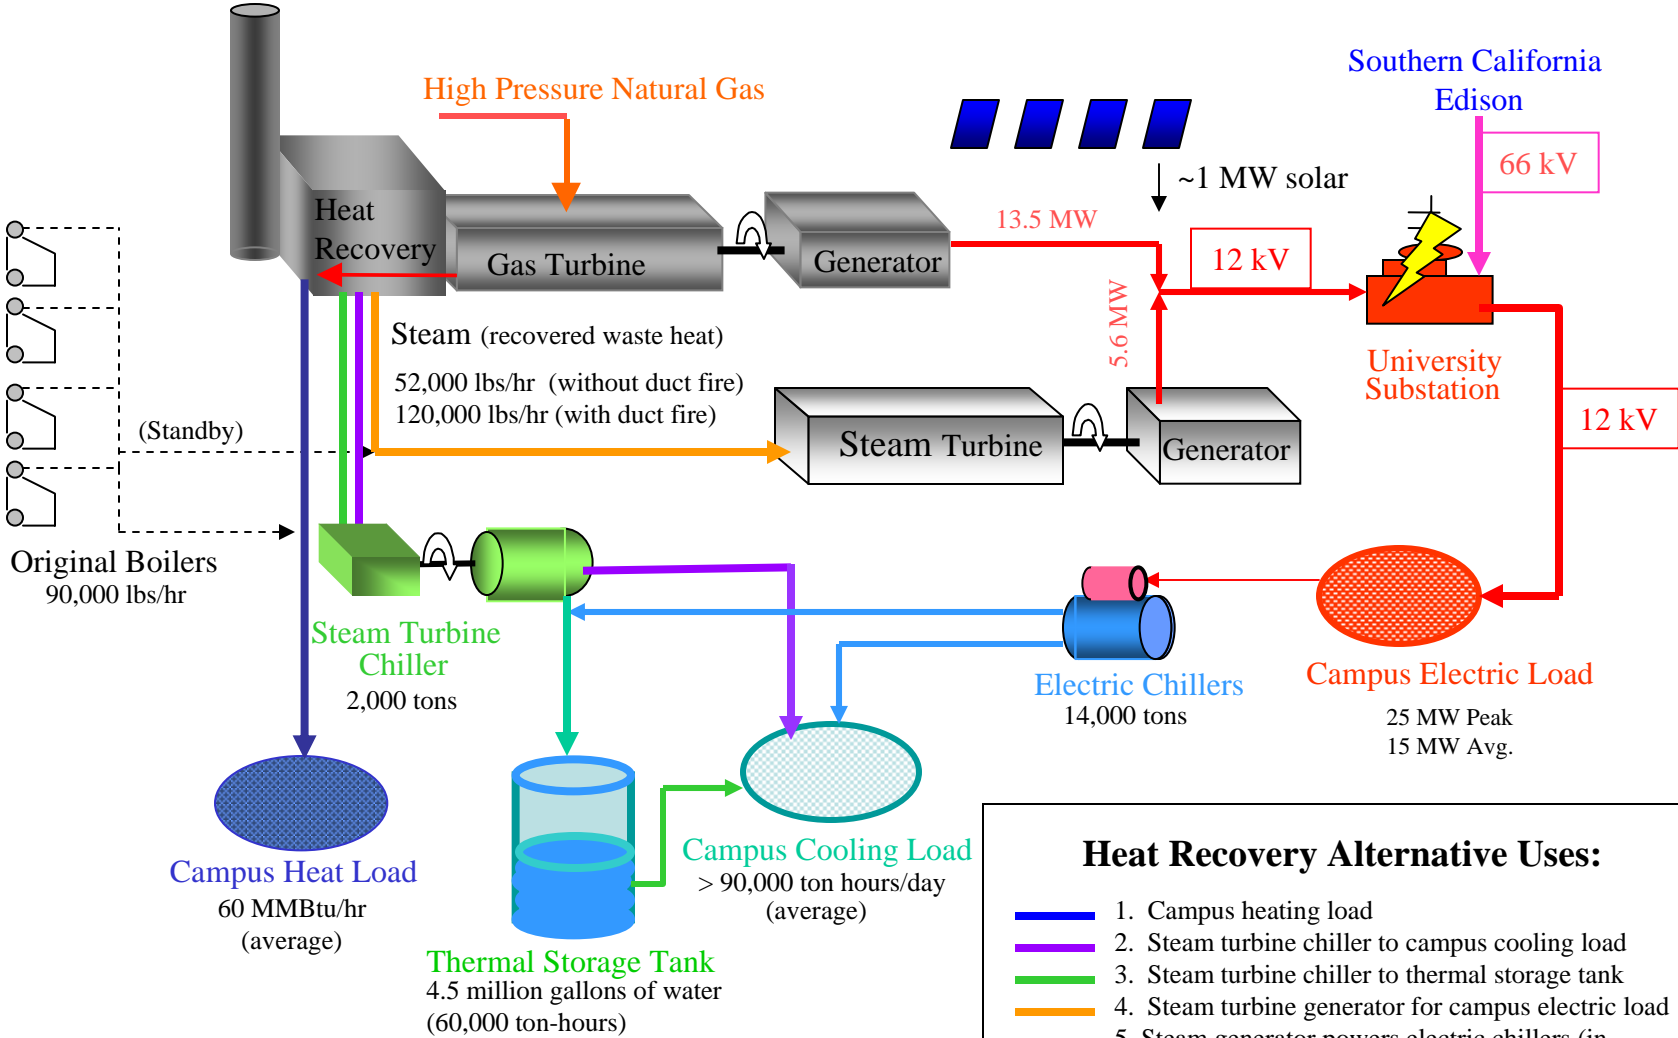 Southern California
Edison
High Pressure Natural Gas
66 kV
~1 MW solar
Heat
Recovery
13.5 MW
Gas Turbine
Generator
12 kV
5.6 MW
Steam (recovered waste heat)
52,000 lbs/hr (without duct fire)
120,000 lbs/hr (with duct fire)
University
Substation
12 kV
(Standby)
Steam Turbine
Generator
Original Boilers
90,000 lbs/hr
Steam Turbine
Chiller
2,000 tons
Electric Chillers
14,000 tons
Campus Electric Load
25 MW Peak
15 MW Avg.
Campus Heat Load
60 MMBtu/hr
(average)
Campus Cooling Load
> 90,000 ton hours/day
(average)
Thermal Storage Tank
4.5 million gallons of water
(60,000 ton-hours)
Heat Recovery Alternative Uses:
1. Campus heating load
2. Steam turbine chiller to campus cooling load
3. Steam turbine chiller to thermal storage tank
4. Steam turbine generator for campus electric load
5. Steam generator powers electric chillers (in